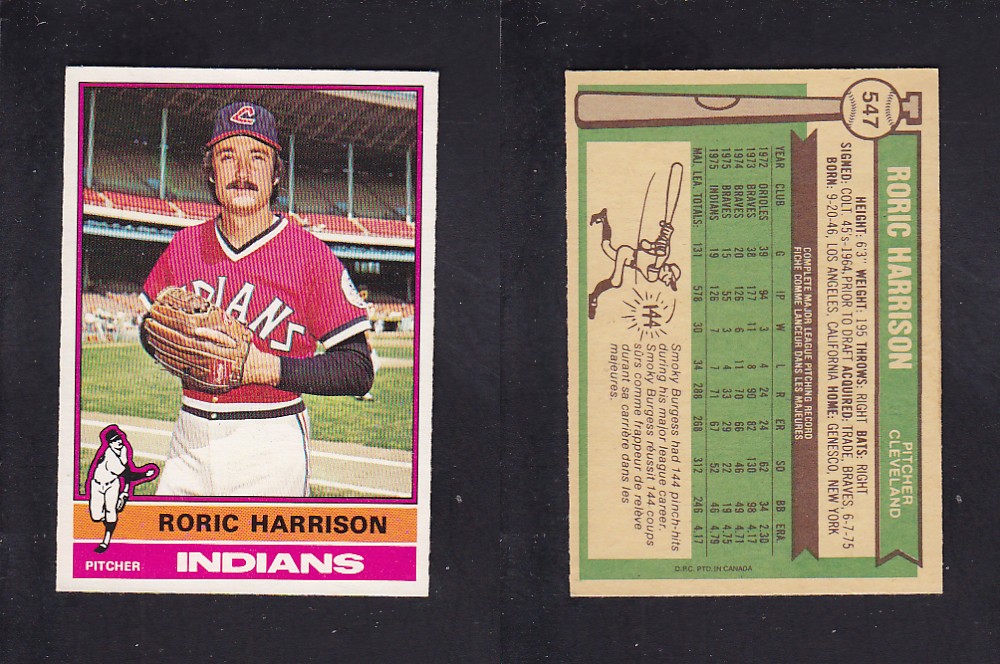 C
INDIANS
RORIC HARRISON
PITCHER
INDIANS
547
RORIC HARRISON
PITCHER
CLEVELAND
HEIGHT: 6'3" WEIGHT: 195 THROWS: RIGHT BATS: RIGHT
SIGNED: COLT. 45's-1964, PRIOR TO DRAFT ACQUIRED: TRADE, BRAVES, 6-7-75
BORN: 9-20-46, LOS ANGELES, CALIFORNIA HOME: GENESCO, NEW YORK
COMPLETE MAJOR LEAGUE PITCHING RECORD
FICHE COMME LANCEUR DANS LES MAJEURES
YEAR CLUB G IP W L R ER SO BB ERA
1972 ORIOLES 39 94 3 4 24 24 62 34 2.30
1973 BRAVES 38 177 11 8 90 82 130 98 4.17
1974 BRAVES 20 126 6 11 70 66 46 49 4.71
1975 BRAVES 15 55 3 4 33 29 22 19 4.75
1975 INDIANS 19 126 7 7 71 67 52 46 4.79
MAJ. LEA. TOTALS: 131 578 30 34 288 268 312 246 4.17
144
Smoky Burgess had 144 pinch-hits
during his major league career.
Smoky Burgess réussit 144 coups
sûrs comme frappeur de relève
durant sa carrière dans les
majeures.
O.P.C. PTD. IN CANADA